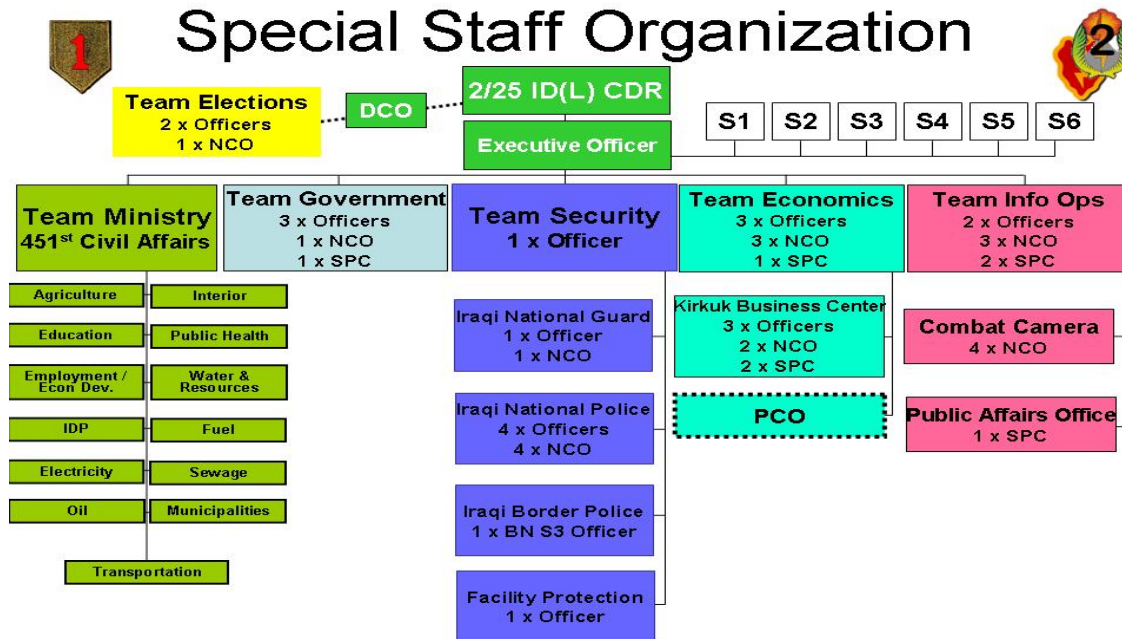 Special Staff Organization
1
2
Team Elections
2 x Officers
1 x NCO
DCO
2/25 ID(L) CDR
Executive Officer
S1
S2
S3
S4
S5
S6
Team Ministry
451st Civil Affairs
Team Government
3 x Officers
1 x NCO
1 x SPC
Team Security
1 x Officer
Team Economics
3 x Officers
3 x NCO
1 x SPC
Team Info Ops
2 x Officers
3 x NCO
2 x SPC
Agriculture
Interior
Education
Public Health
Employment /
Econ Dev.
Water &
Resources
IDP
Fuel
Electricity
Sewage
Oil
Municipalities
Transportation
Iraqi National Guard
1 x Officer
1 x NCO
Iraqi National Police
4 x Officers
4 x NCO
Iraqi Border Police
1 x BN S3 Officer
Facility Protection
1 x Officer
Kirkuk Business Center
3 x Officers
2 x NCO
2 x SPC
PCO
Combat Camera
4 x NCO
Public Affairs Office
1 x SPC